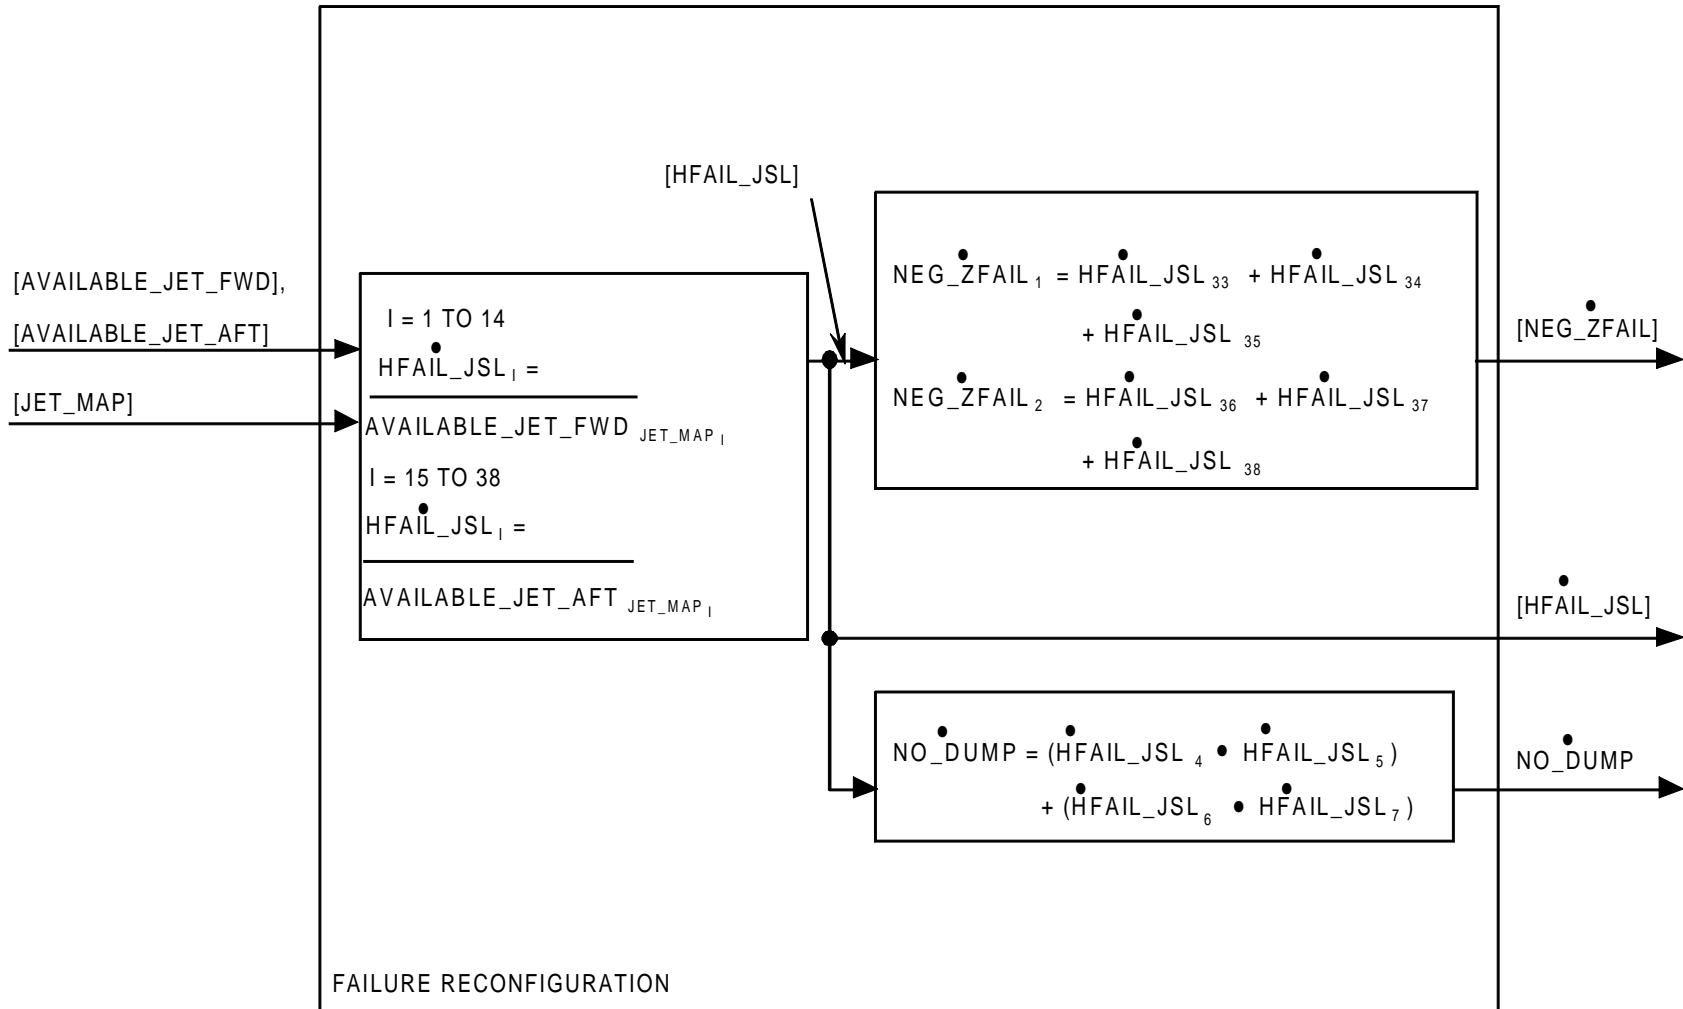 [HFAIL_JSL]
[AVAILABLE_JET_FWD],
[AVAILABLE_JET_AFT]
[JET_MAP]
I = 1 TO 14
HFAIL_JSL I =
AVAILABLE_JET_FWD JET_MAP I
I = 15 TO 38
HFAIL_JSL I =
AVAILABLE_JET_AFT JET_MAP I
NEG_ZFAIL 1 = HFAIL_JSL 33 + HFAIL_JSL 34
+ HFAIL_JSL 35
NEG_ZFAIL 2 = HFAIL_JSL 36 + HFAIL_JSL 37
+ HFAIL_JSL 38
[NEG_ZFAIL]
[HFAIL_JSL]
NO_DUMP = (HFAIL_JSL 4 • HFAIL_JSL 5 )
+ (HFAIL_JSL 6 • HFAIL_JSL 7 )
NO_DUMP
FAILURE RECONFIGURATION